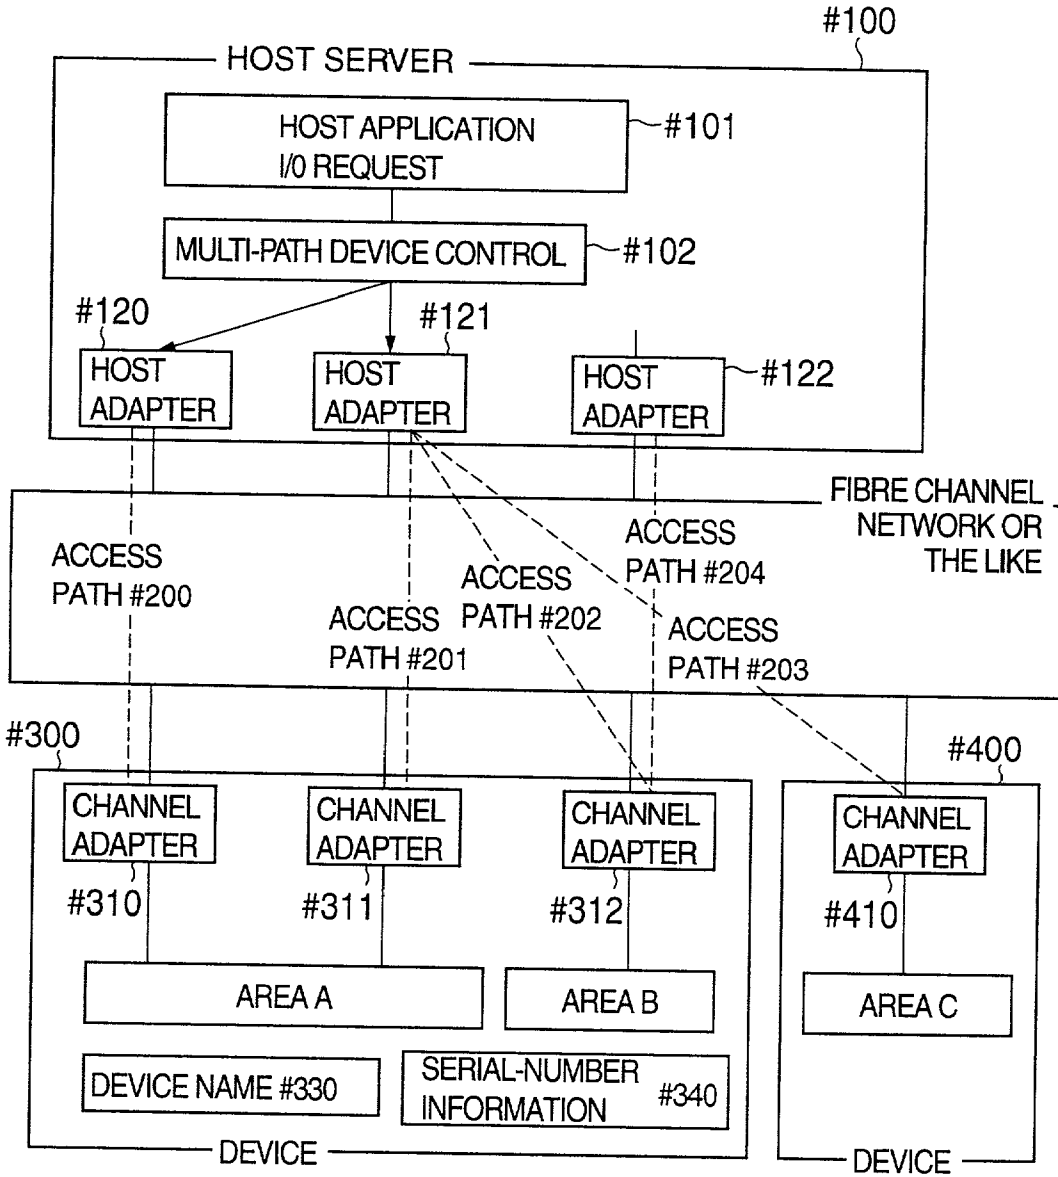 #100
HOST SERVER
HOST APPLICATION
I/0 REQUEST
#101
MULTI-PATH DEVICE CONTROL
#102
#120
#121
HOST
ADAPTER
HOST
ADAPTER
HOST
ADAPTER
#122
FIBRE CHANNEL
NETWORK OR
THE LIKE
ACCESS
PATH #200
ACCESS
PATH #201
ACCESS
PATH #202
ACCESS
PATH #204
ACCESS
PATH #203
#300
#400
CHANNEL
ADAPTER
CHANNEL
ADAPTER
CHANNEL
ADAPTER
CHANNEL
ADAPTER
#310
#311
#312
#410
AREA A
AREA B
AREA C
DEVICE NAME #330
SERIAL-NUMBER
INFORMATION
#340
DEVICE
DEVICE